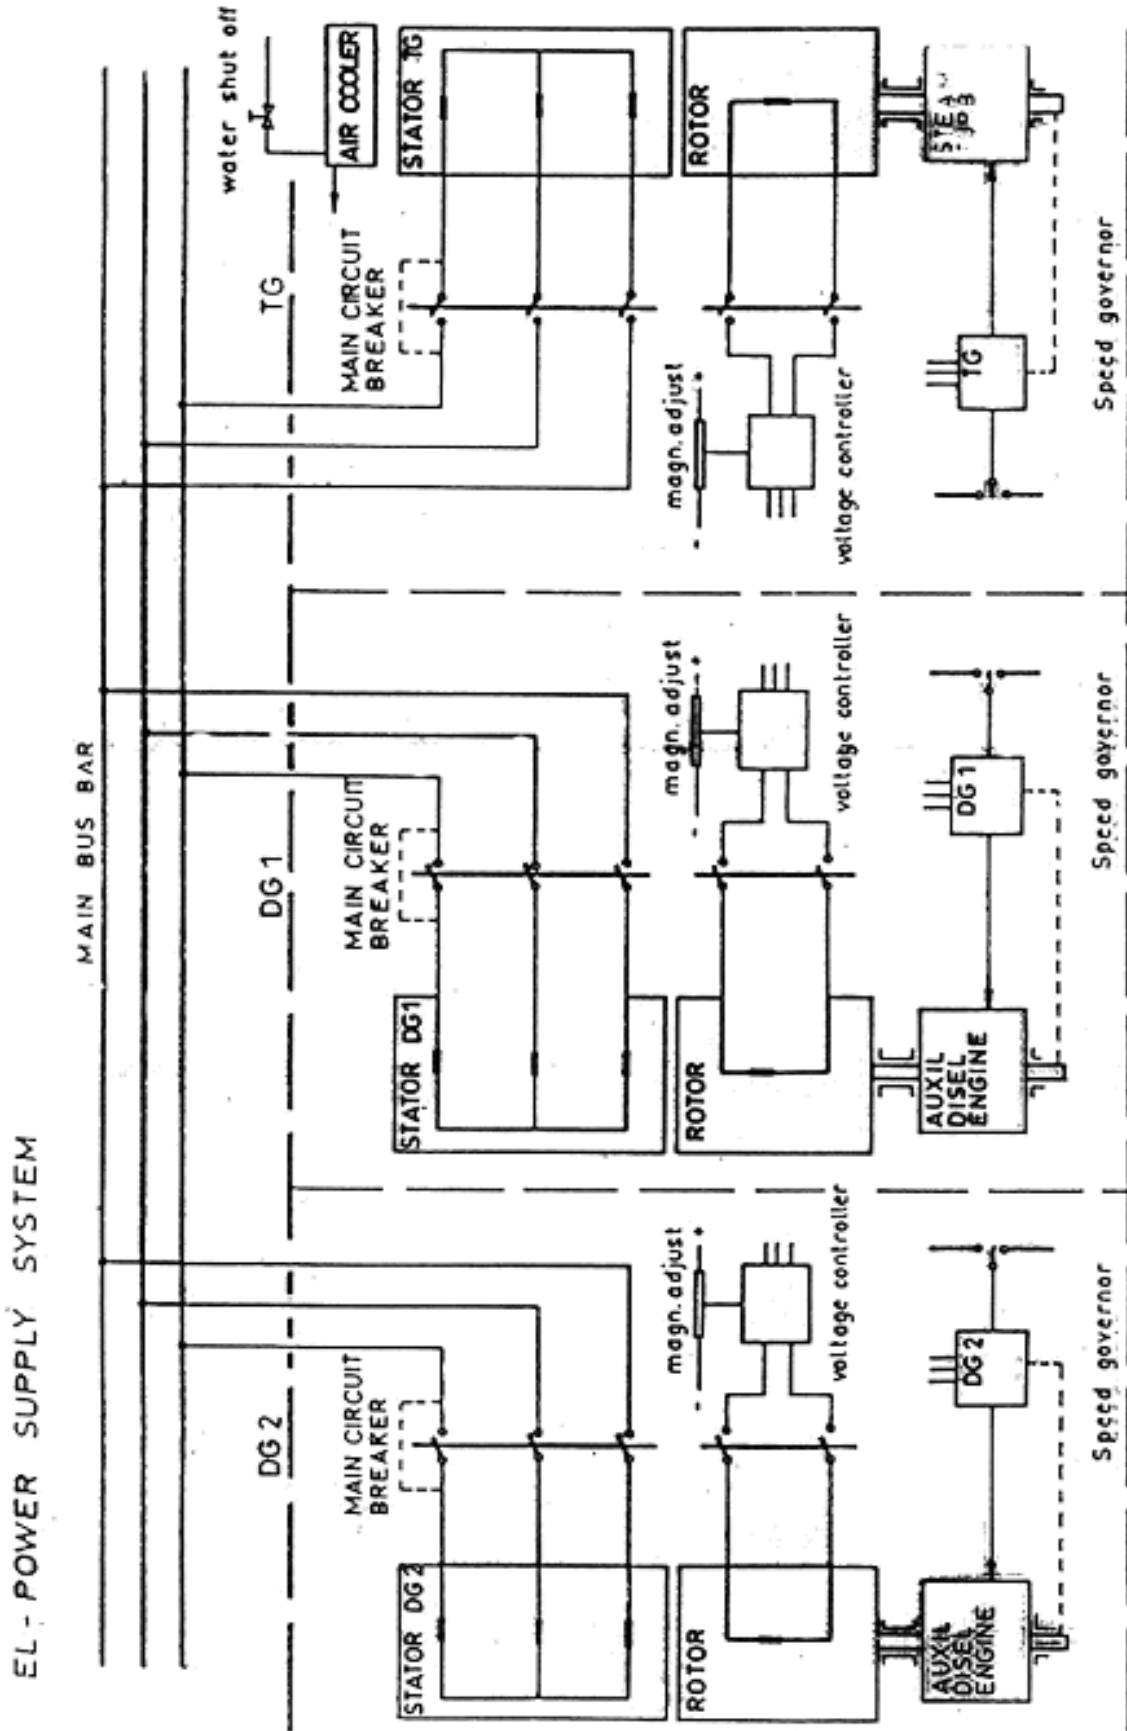 EL - POWER SUPPLY SYSTEM
MAIN BUS BAR
DG 2
MAIN CIRCUIT
BREAKER
STATOR DG2
magn. adjust
- +
voltage controller
ROTOR
DG 2
AUXIL
DISEL
ENGINE
Speed governor
DG 1
MAIN CIRCUIT
BREAKER
STATOR DG1
magn. adjust
- +
voltage controller
ROTOR
DG 1
AUXIL
DISEL
ENGINE
Speed governor
TG
water shut off
AIR COOLER
MAIN CIRCUIT
BREAKER
STATOR TG
magn. adjust
- +
voltage controller
ROTOR
TG
Speed governor